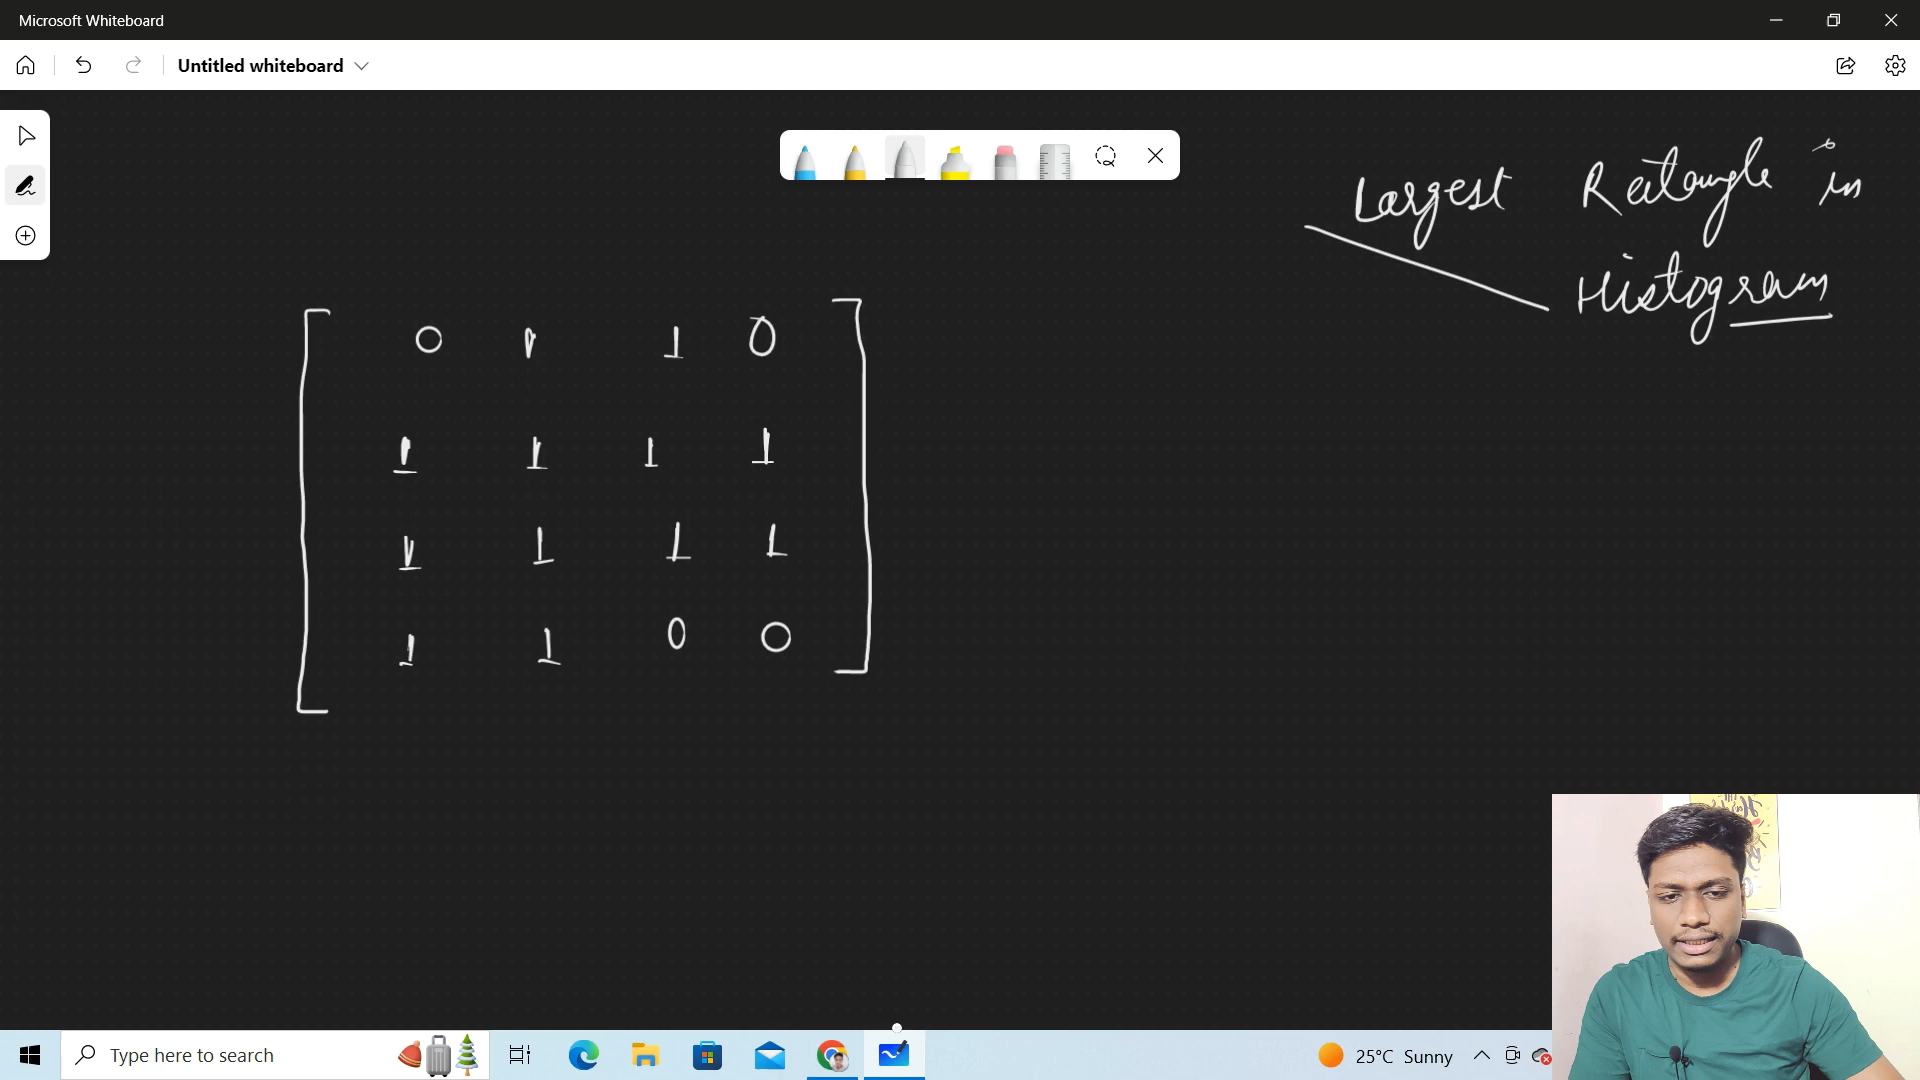 Microsoft Whiteboard
Untitled whiteboard
Largest Rectangle in
Histogram
0 1 1 0
1 1 1 1
1 1 1 1
1 1 0 0
Type here to search
25°C Sunny